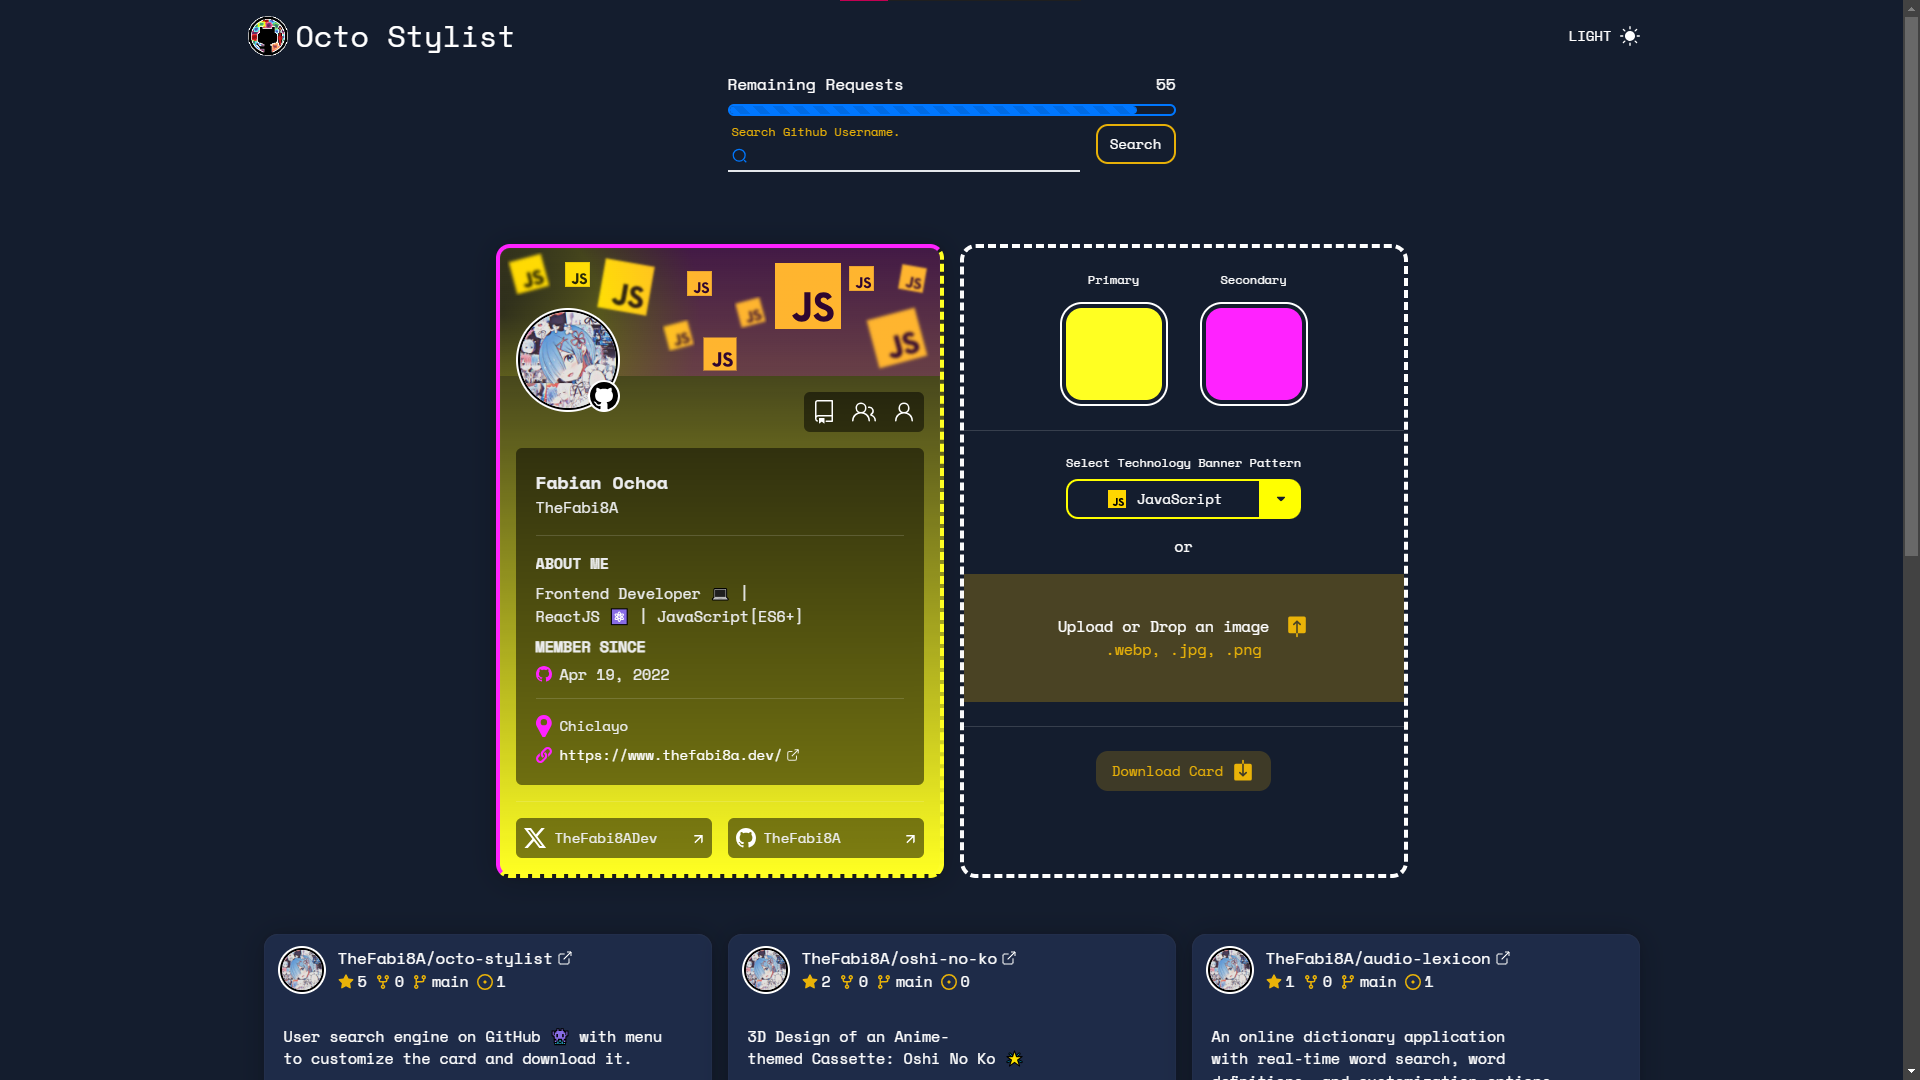 Octo Stylist
LIGHT
Remaining Requests 55
Search Github Username.
Search
JS JS JS JS JS JS JS JS JS JS JS
Fabian Ochoa
TheFabi8A
ABOUT ME
Frontend Developer 💻 |
ReactJS ⚛️ | JavaScript[ES6+]
MEMBER SINCE
Apr 19, 2022
Chiclayo
https://www.thefabi8a.dev/
TheFabi8ADev
TheFabi8A
Primary
Secondary
Select Technology Banner Pattern
JS JavaScript
or
Upload or Drop an image
.webp, .jpg, .png
Download Card
TheFabi8A/octo-stylist
5 0 main 1
User search engine on GitHub 👾 with menu
to customize the card and download it.
TheFabi8A/oshi-no-ko
2 0 main 0
3D Design of an Anime-
themed Cassette: Oshi No Ko ⭐
TheFabi8A/audio-lexicon
1 0 main 1
An online dictionary application
with real-time word search, word
definitions, and customization options